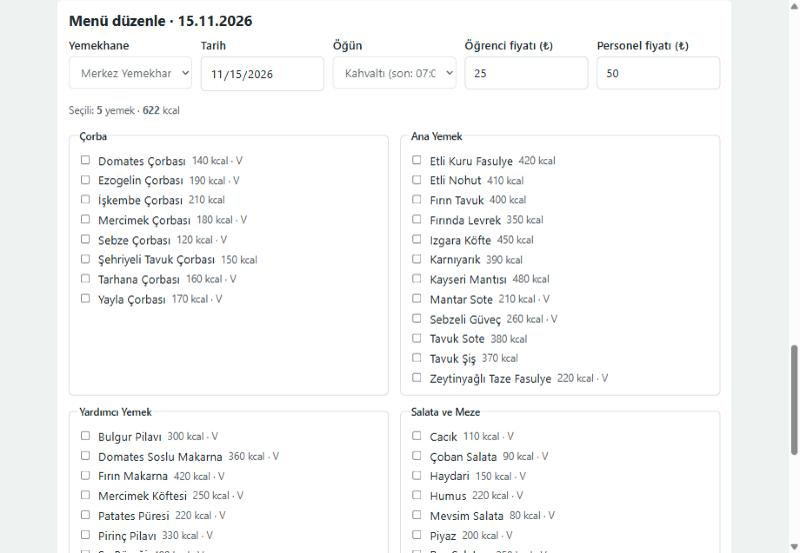 Menü düzenle · 15.11.2026
Yemekhane
Tarih
Öğün
Öğrenci fiyatı (₺)
Personel fiyatı (₺)
Merkez Yemekhar
11/15/2026
Kahvaltı (son: 07:0
25
50
Seçili: 5 yemek · 622 kcal
Çorba
Domates Çorbası 140 kcal · V
Ezogelin Çorbası 190 kcal · V
İşkembe Çorbası 210 kcal
Mercimek Çorbası 180 kcal · V
Sebze Çorbası 120 kcal · V
Şehriyeli Tavuk Çorbası 150 kcal
Tarhana Çorbası 160 kcal · V
Yayla Çorbası 170 kcal · V
Ana Yemek
Etli Kuru Fasulye 420 kcal
Etli Nohut 410 kcal
Fırın Tavuk 400 kcal
Fırında Levrek 350 kcal
Izgara Köfte 450 kcal
Karnıyarık 390 kcal
Kayseri Mantısı 480 kcal
Mantar Sote 210 kcal · V
Sebzeli Güveç 260 kcal · V
Tavuk Sote 380 kcal
Tavuk Şiş 370 kcal
Zeytinyağlı Taze Fasulye 220 kcal · V
Yardımcı Yemek
Bulgur Pilavı 300 kcal · V
Domates Soslu Makarna 360 kcal · V
Fırın Makarna 420 kcal · V
Mercimek Köftesi 250 kcal · V
Patates Püresi 220 kcal · V
Pirinç Pilavı 330 kcal · V
Salata ve Meze
Cacık 110 kcal · V
Çoban Salata 90 kcal · V
Haydari 150 kcal · V
Humus 220 kcal · V
Mevsim Salata 80 kcal · V
Piyaz 200 kcal · V